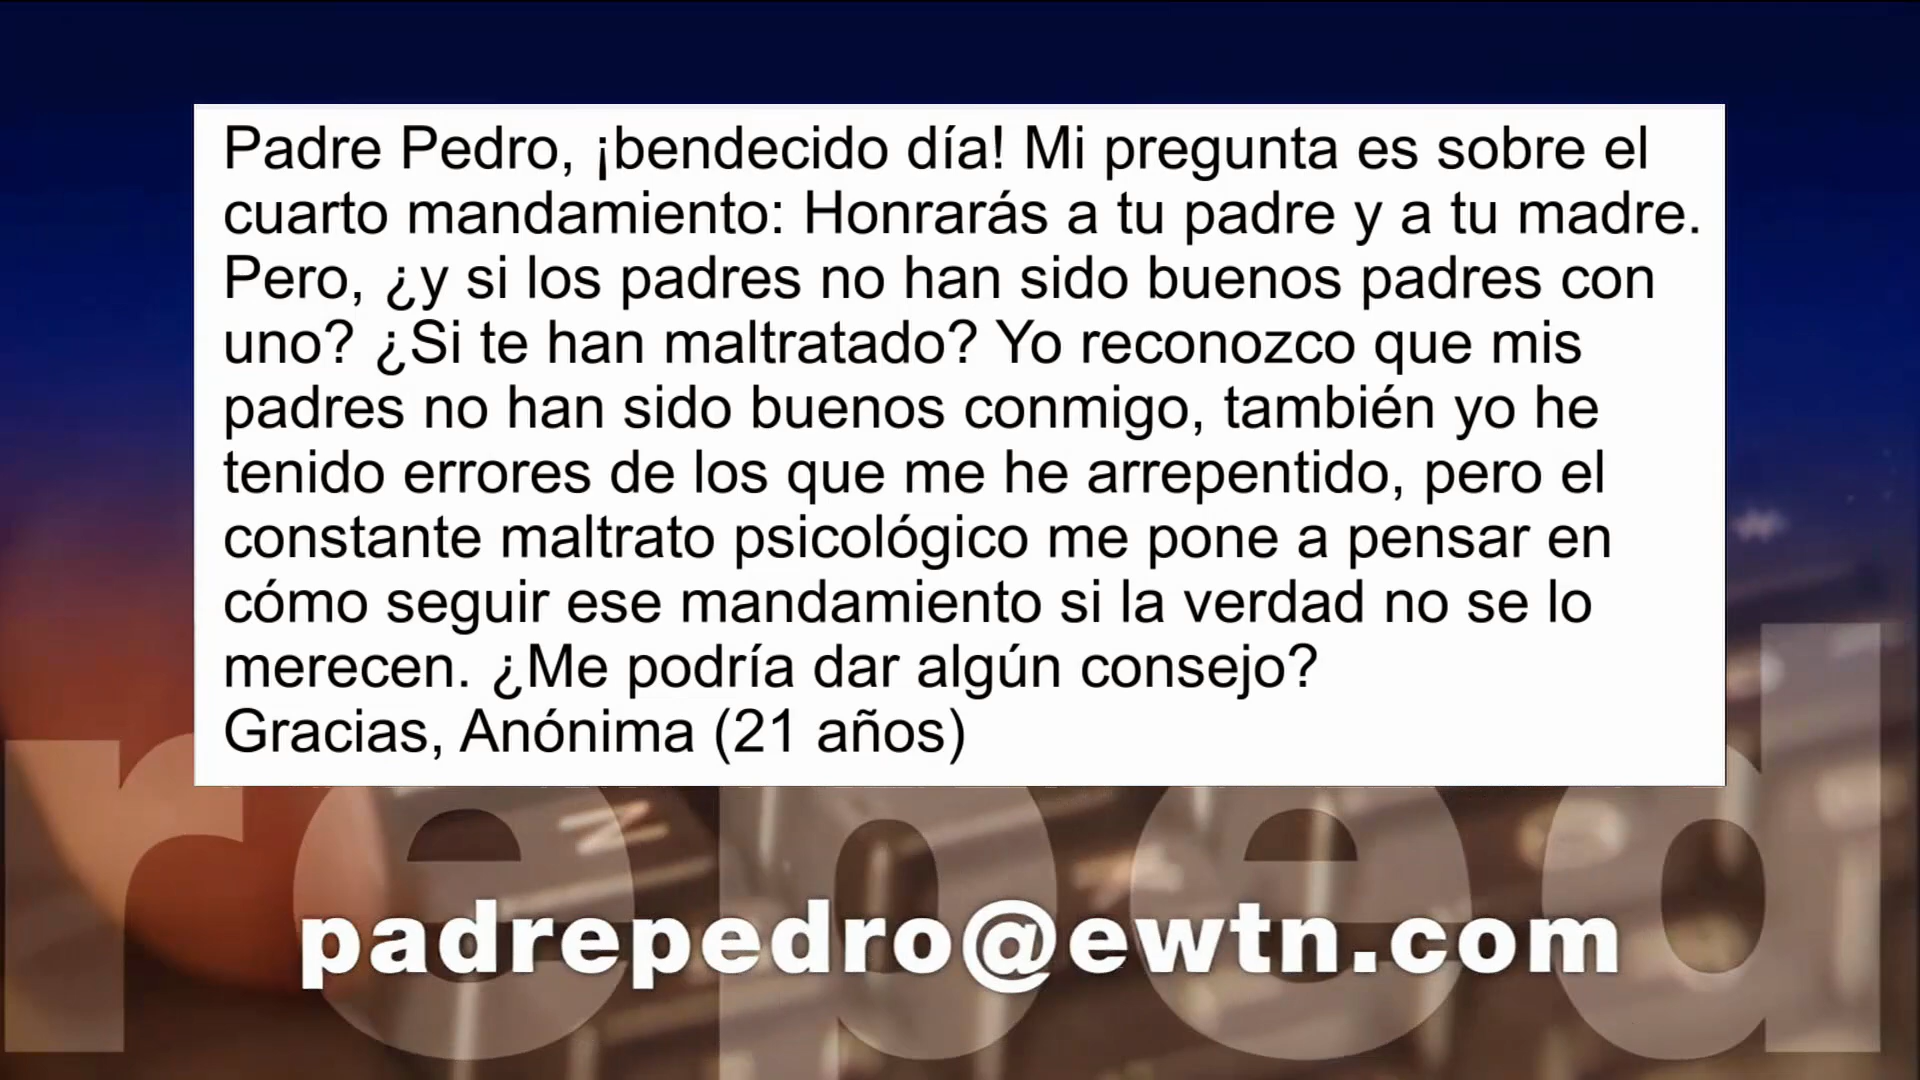 Padre Pedro, ¡bendecido día! Mi pregunta es sobre el
cuarto mandamiento: Honrarás a tu padre y a tu madre.
Pero, ¿y si los padres no han sido buenos padres con
uno? ¿Si te han maltratado? Yo reconozco que mis
padres no han sido buenos conmigo, también yo he
tenido errores de los que me he arrepentido, pero el
constante maltrato psicológico me pone a pensar en
cómo seguir ese mandamiento si la verdad no se lo
merecen. ¿Me podría dar algún consejo?
Gracias, Anónima (21 años)
reped
padrepedro@ewtn.com